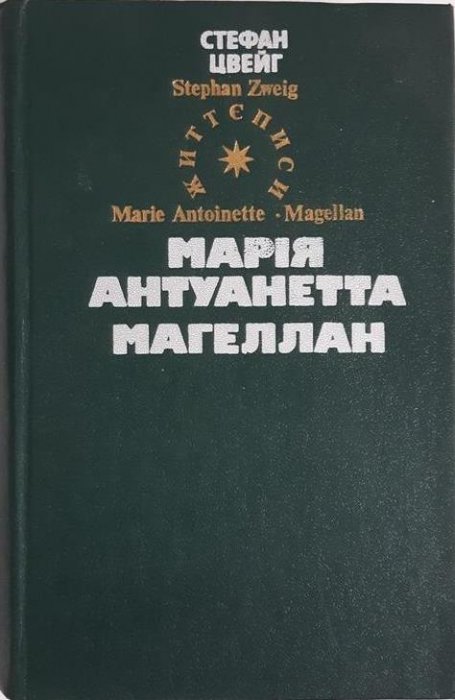 СТЕФАН
ЦВЕЙГ
Stephan Zweig
ЖИТТЄПИСИ
Marie Antoinette · Magellan
МАРІЯ
АНТУАНЕТТА
МАГЕЛЛАН